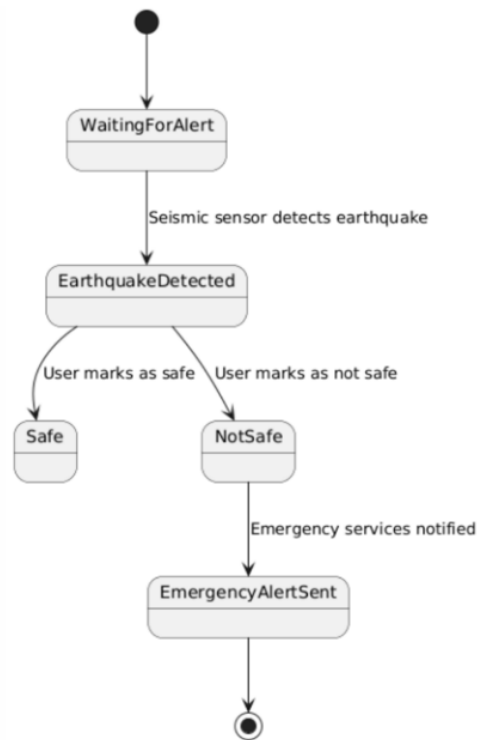 WaitingForAlert
Seismic sensor detects earthquake
EarthquakeDetected
User marks as safe
User marks as not safe
Safe
NotSafe
Emergency services notified
EmergencyAlertSent